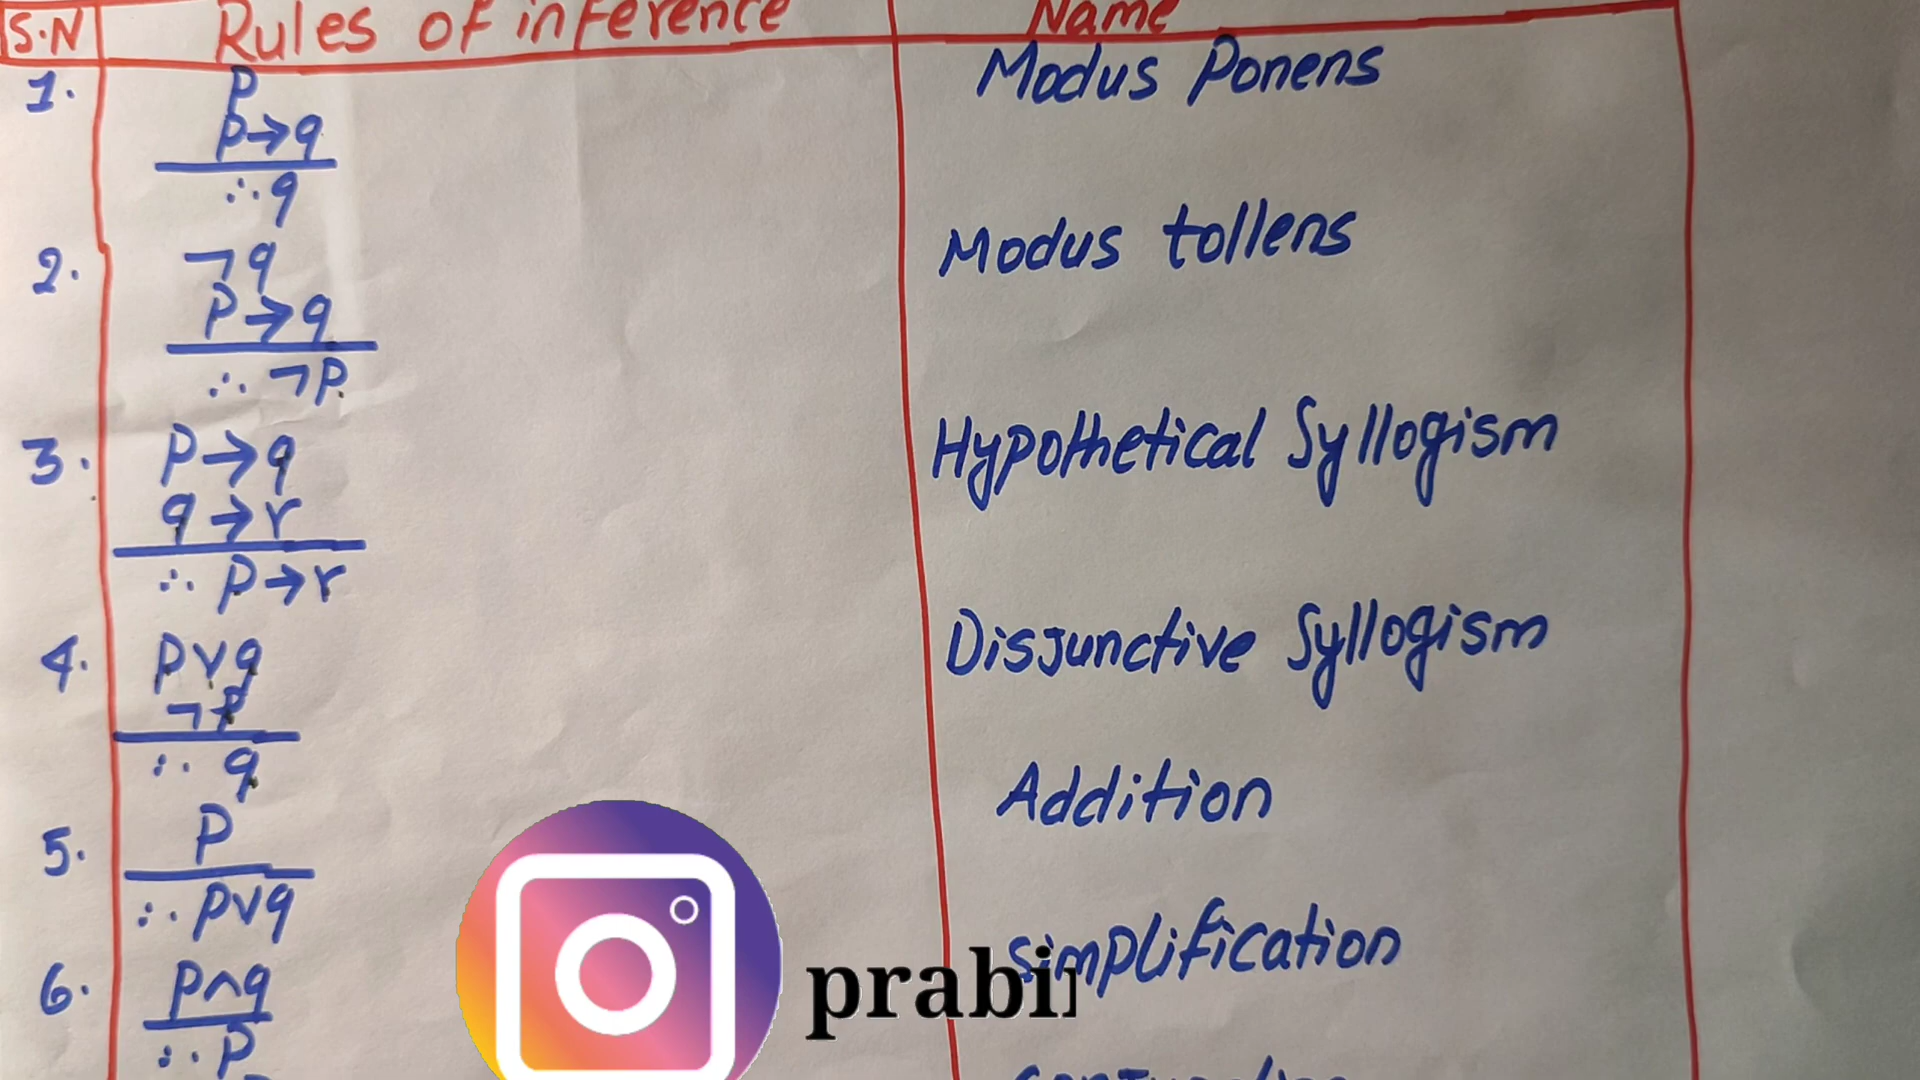 S.N Rules of inference Name
1. P Modus Ponens
P→q
∴q
2. ¬q Modus tollens
P→q
∴ ¬P
3. P→q Hypothetical Syllogism
q→r
∴ P→r
4. P∨q Disjunctive Syllogism
¬P
∴ q
5. P Addition
∴ P∨q
6. P∧q Simplification
∴ P
prabi